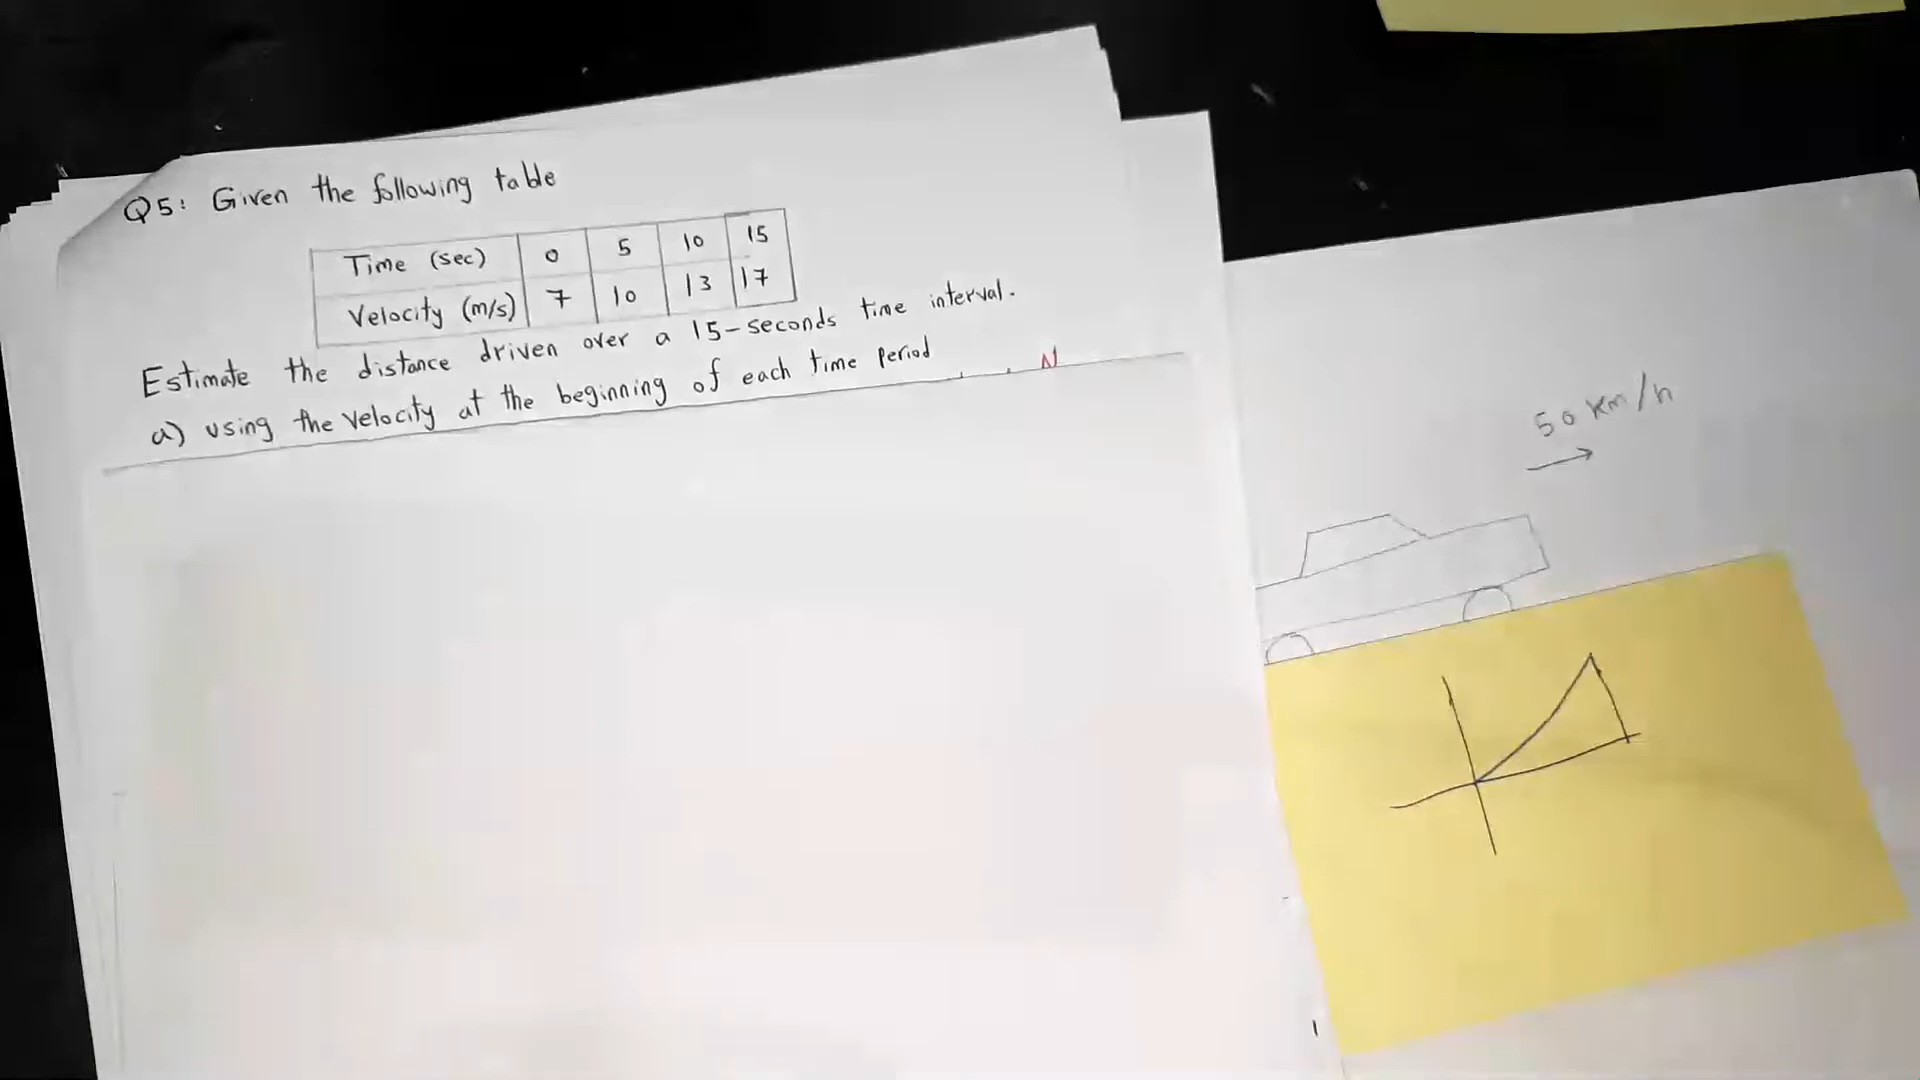 Q5: Given the following table
Time (sec) 0 5 10 15
Velocity (m/s) 7 10 13 17
Estimate the distance driven over a 15-seconds time interval.
a) using the velocity at the beginning of each time period
50 km/h